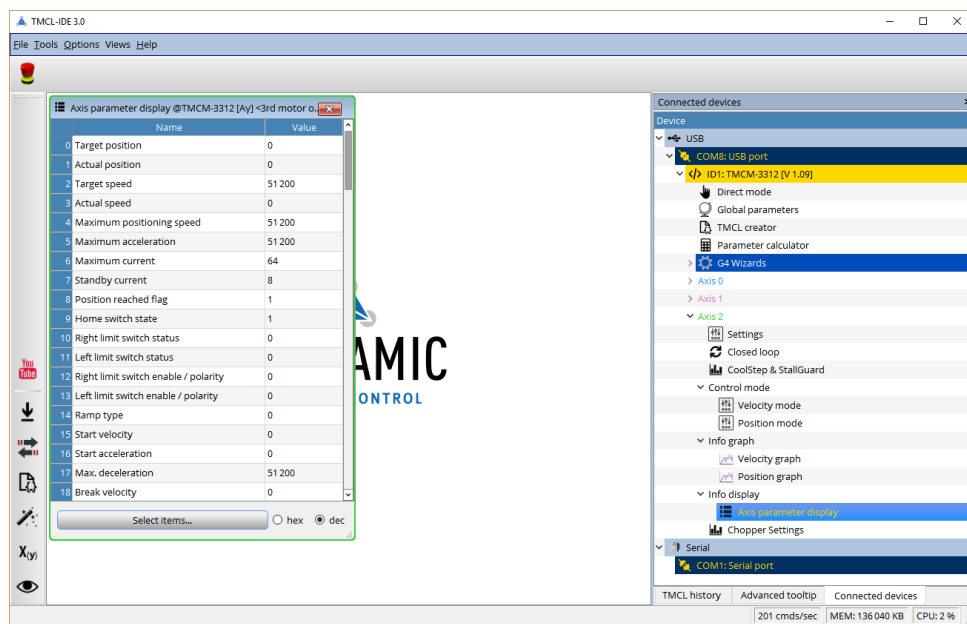 TMCL-IDE 3.0
File Tools Options Views Help
Axis parameter display @TMCM-3312 [Ay] <3rd motor o..
Name Value
0 Target position 0
1 Actual position 0
2 Target speed 51 200
3 Actual speed 0
4 Maximum positioning speed 51 200
5 Maximum acceleration 51 200
6 Maximum current 64
7 Standby current 8
8 Position reached flag 1
9 Home switch state 1
10 Right limit switch status 0
11 Left limit switch status 0
12 Right limit switch enable / polarity 0
13 Left limit switch enable / polarity 0
14 Ramp type 0
15 Start velocity 0
16 Start acceleration 0
17 Max. deceleration 51 200
18 Break velocity 0
Select items... hex dec
You
Tube
X(y)
AMIC
ONTROL
Connected devices
Device
USB
COM8: USB port
</> ID1: TMCM-3312 [V 1.09]
Direct mode
Global parameters
TMCL creator
Parameter calculator
G4 Wizards
Axis 0
Axis 1
Axis 2
Settings
Closed loop
CoolStep & StallGuard
Control mode
Velocity mode
Position mode
Info graph
Velocity graph
Position graph
Info display
Axis parameter display
Chopper Settings
Serial
COM1: Serial port
TMCL history Advanced tooltip Connected devices
201 cmds/sec MEM: 136 040 KB CPU: 2 %